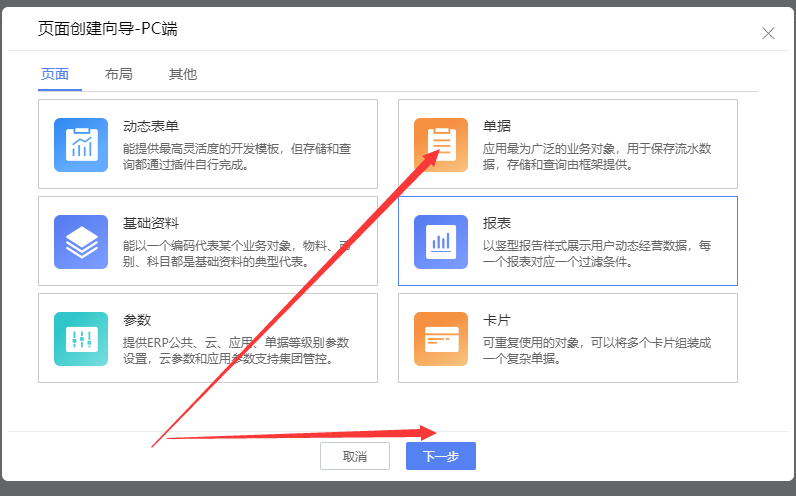 页面创建向导-PC端
页面 布局 其他
动态表单
能提供最高灵活度的开发模板，但存储和查
询都通过插件自行完成。
单据
应用最为广泛的业务对象，用于保存流水数
据，存储和查询由框架提供。
基础资料
能以一个编码代表某个业务对象，物料、币
别、科目都是基础资料的典型代表。
报表
以竖型报告样式展示用户动态经营数据，每
一个报表对应一个过滤条件。
参数
提供ERP公共、云、应用、单据等级别参数
设置，云参数和应用参数支持集团管控。
卡片
可重复使用的对象，可以将多个卡片组装成
一个复杂单据。
取消 下一步